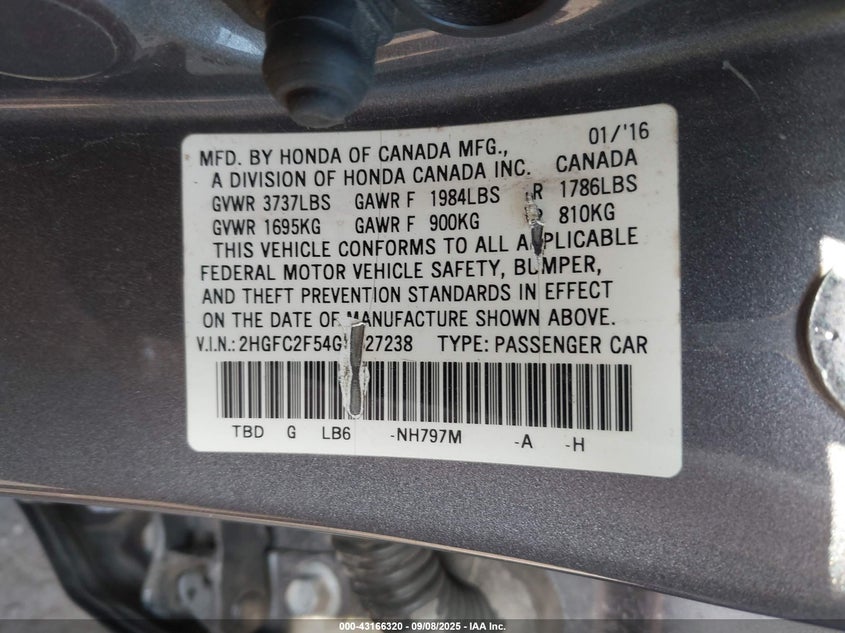 01/'16
MFD. BY HONDA OF CANADA MFG.,
A DIVISION OF HONDA CANADA INC. CANADA
GVWR 3737LBS GAWR F 1984LBS R 1786LBS
GVWR 1695KG GAWR F 900KG 810KG
THIS VEHICLE CONFORMS TO ALL APPLICABLE
FEDERAL MOTOR VEHICLE SAFETY, BUMPER,
AND THEFT PREVENTION STANDARDS IN EFFECT
ON THE DATE OF MANUFACTURE SHOWN ABOVE.
V.I.N.: TYPE: PASSENGER CAR
TBD G LB6 -NH797M -A -H
000-43166320 | 09/08/2025 - IAA Inc.